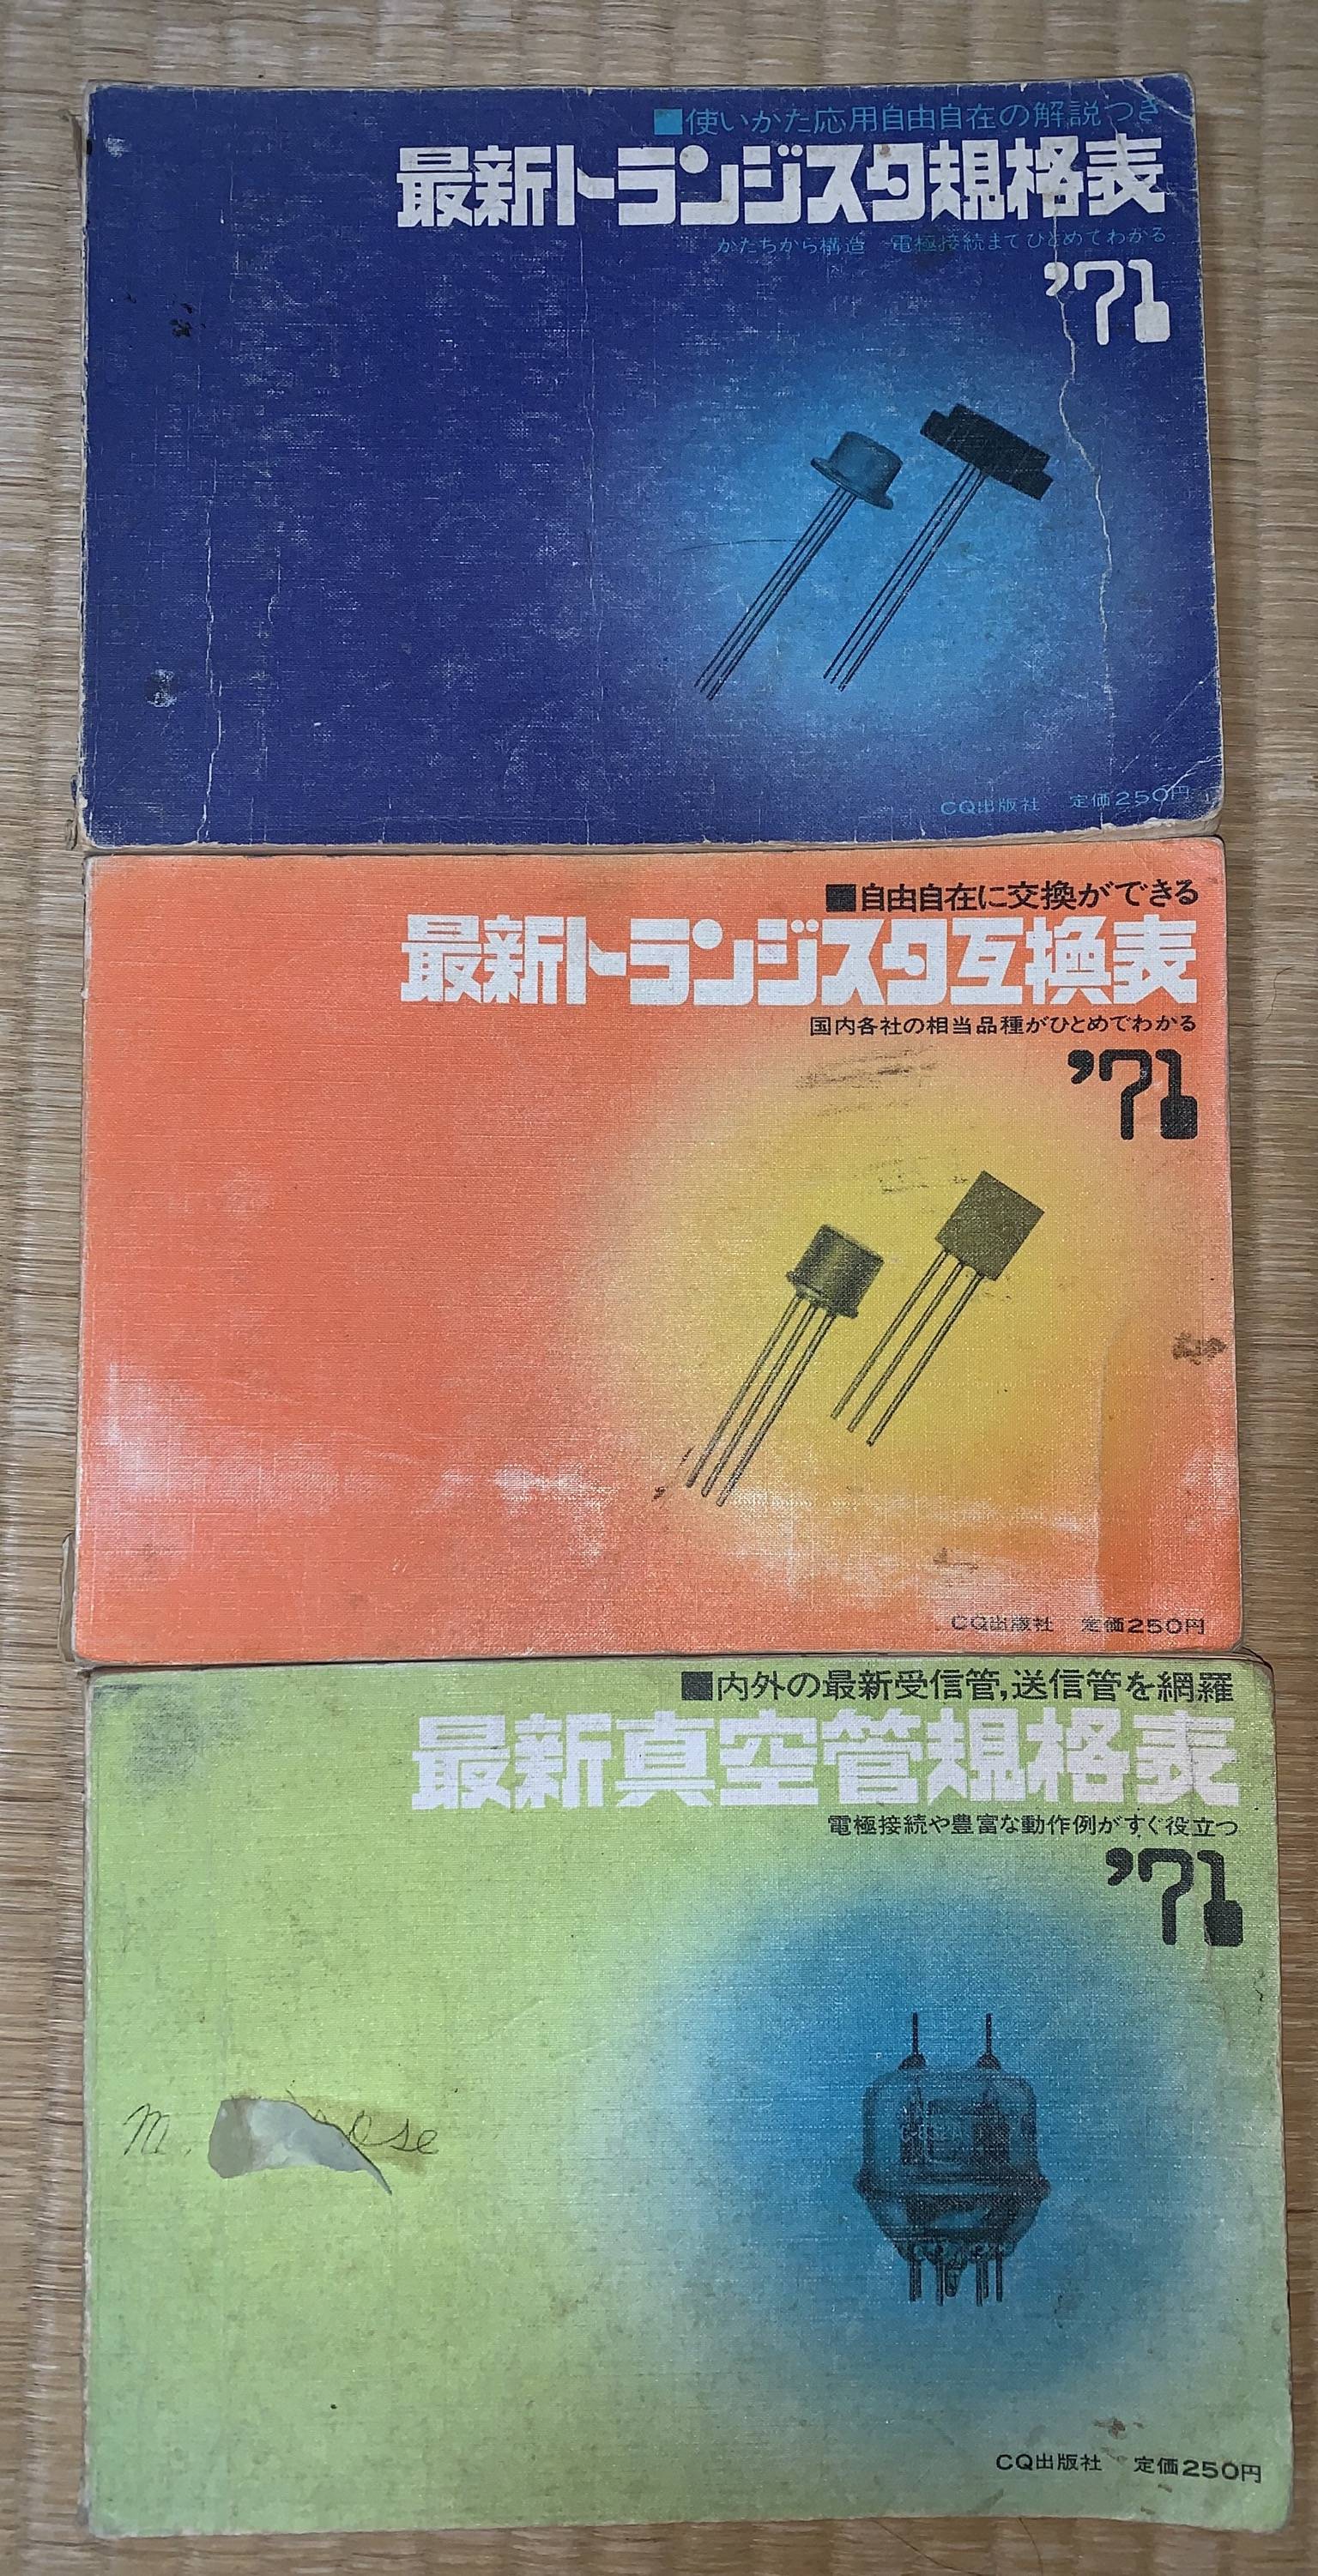 ■使いかた応用自由自在の解説つき
最新トランジスタ規格表
かたちから構造 電極接続までひとめでわかる
'71
CQ出版社 定価250円
■自由自在に交換ができる
最新トランジスタ互換表
国内各社の相当品種がひとめでわかる
'71
CQ出版社 定価250円
■内外の最新受信管,送信管を網羅
最新真空管規格表
電極接続や豊富な動作例がすぐ役立つ
'71
M.
CQ出版社 定価250円